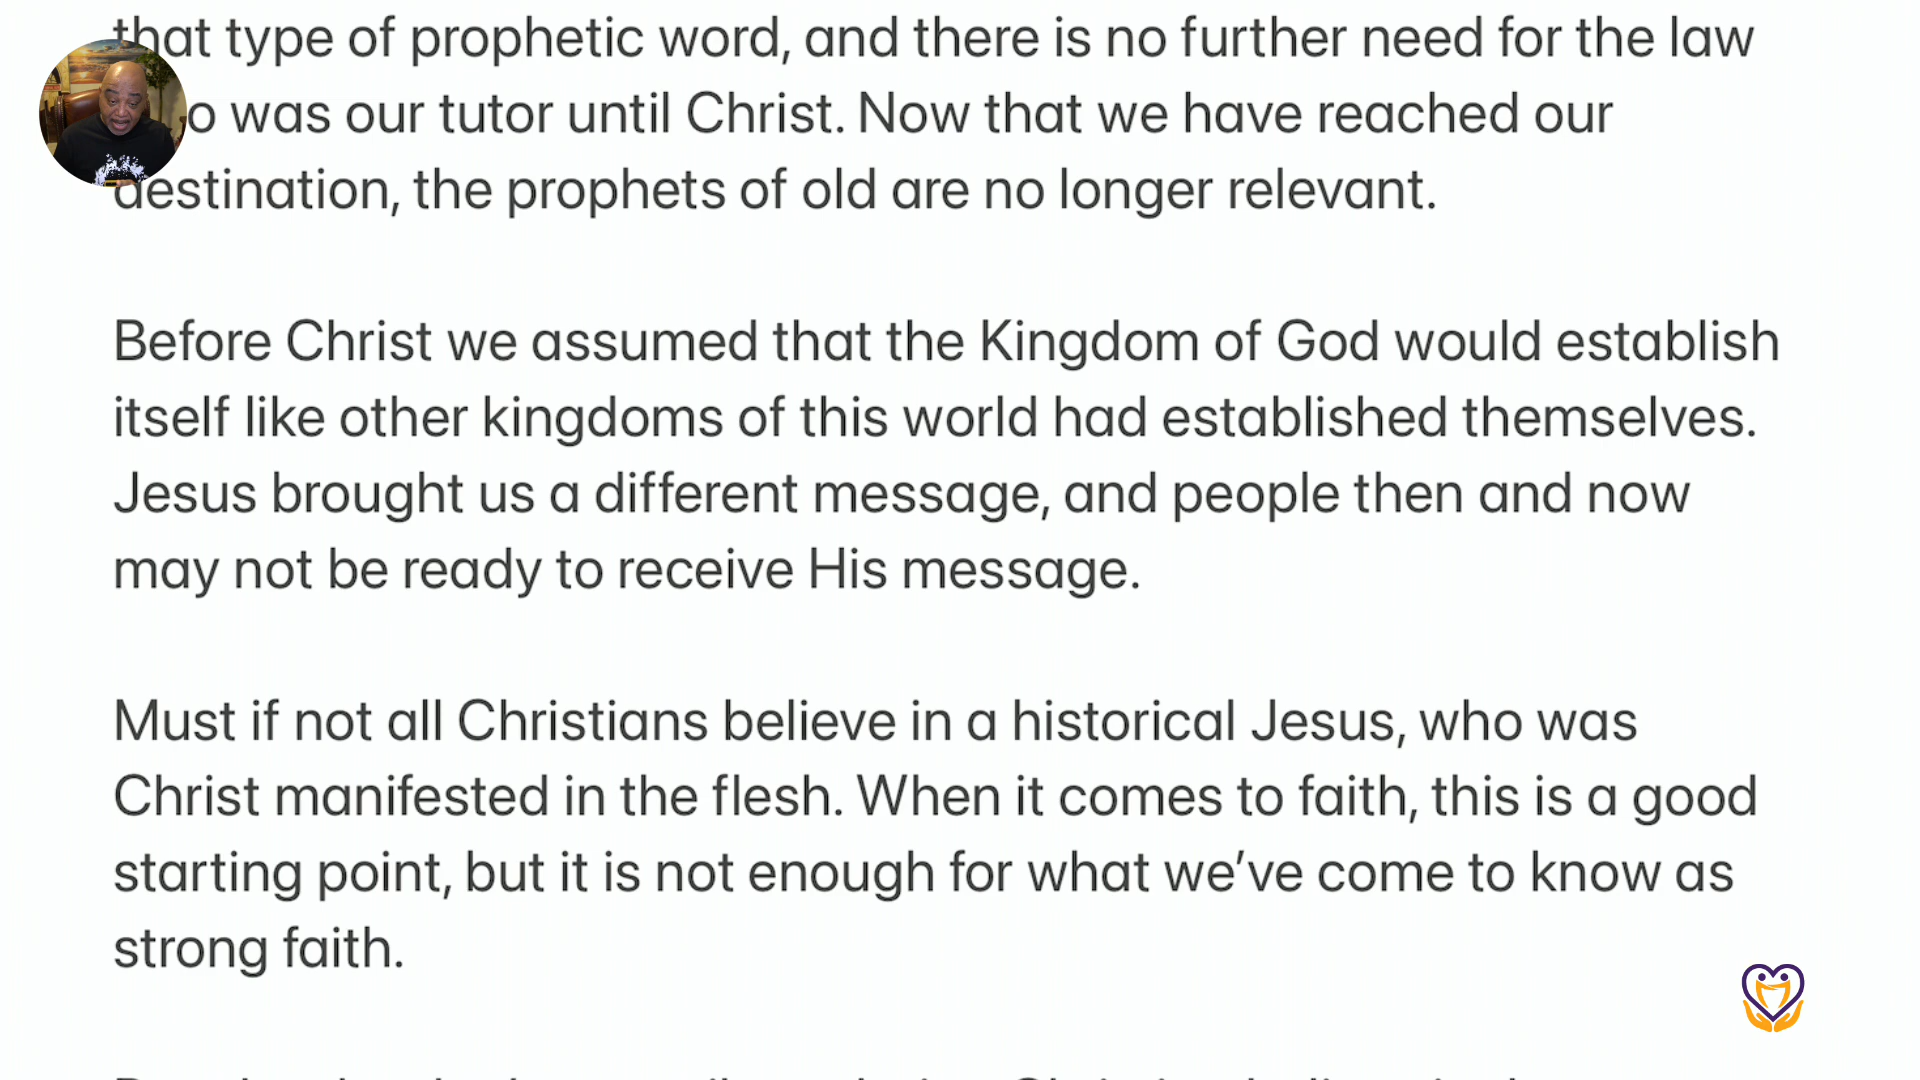 that type of prophetic word, and there is no further need for the law
was our tutor until Christ. Now that we have reached our
destination, the prophets of old are no longer relevant.
Before Christ we assumed that the Kingdom of God would establish
itself like other kingdoms of this world had established themselves.
Jesus brought us a different message, and people then and now
may not be ready to receive His message.
Must if not all Christians believe in a historical Jesus, who was
Christ manifested in the flesh. When it comes to faith, this is a good
starting point, but it is not enough for what we’ve come to know as
strong faith.